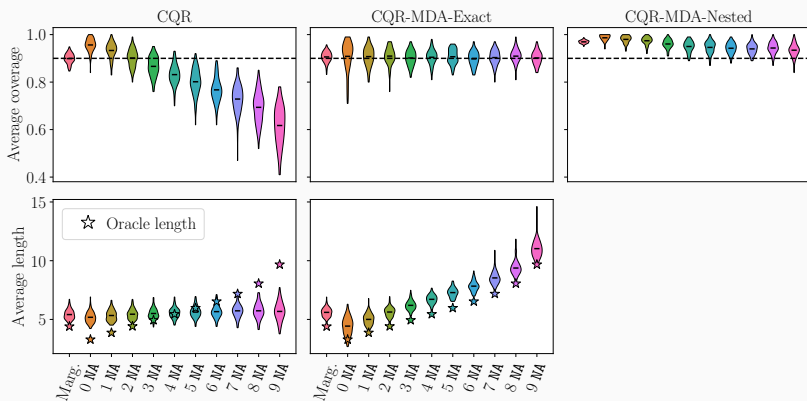 CQR
CQR-MDA-Exact
CQR-MDA-Nested
Average coverage
1.0
0.8
0.6
0.4
Average length
15
10
5
Oracle length
Marg.
0 NA
1 NA
2 NA
3 NA
4 NA
5 NA
6 NA
7 NA
8 NA
9 NA
Marg.
0 NA
1 NA
2 NA
3 NA
4 NA
5 NA
6 NA
7 NA
8 NA
9 NA